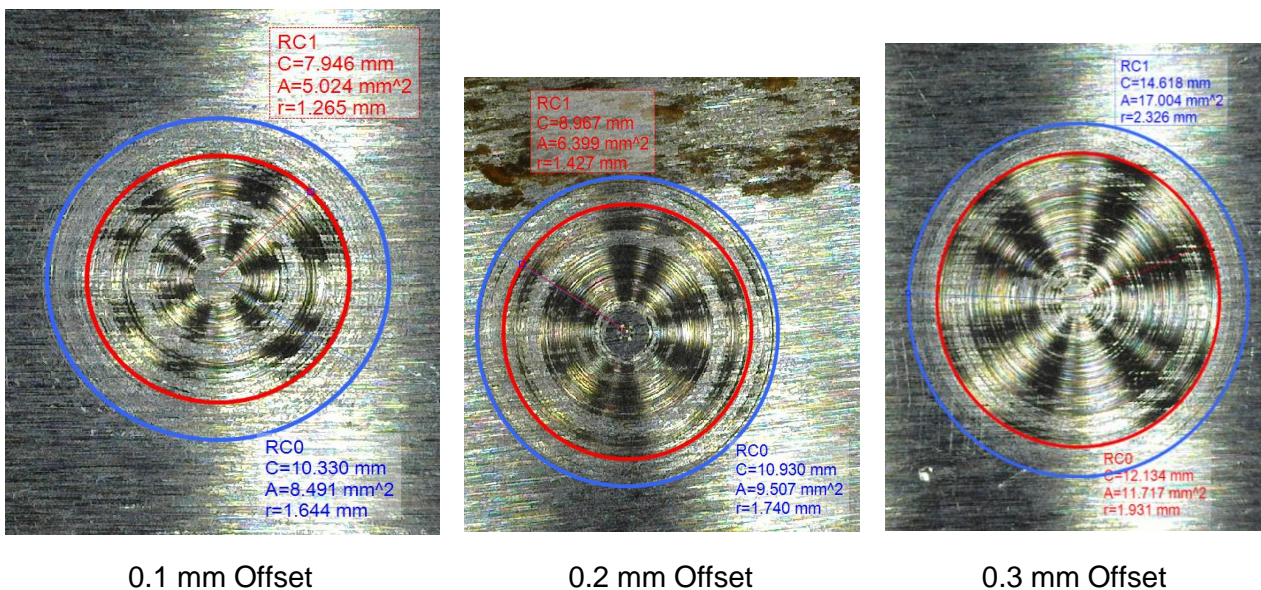 RC1
C=7.946 mm
A=5.024 mm^2
r=1.265 mm
RC0
C=10.330 mm
A=8.491 mm^2
r=1.644 mm
RC1
C=8.967 mm
A=6.399 mm^2
r=1.427 mm
RC0
C=10.930 mm
A=9.507 mm^2
r=1.740 mm
RC1
C=14.618 mm
A=17.004 mm^2
r=2.326 mm
RC0
C=12.134 mm
A=11.717 mm^2
r=1.931 mm
0.1 mm Offset
0.2 mm Offset
0.3 mm Offset